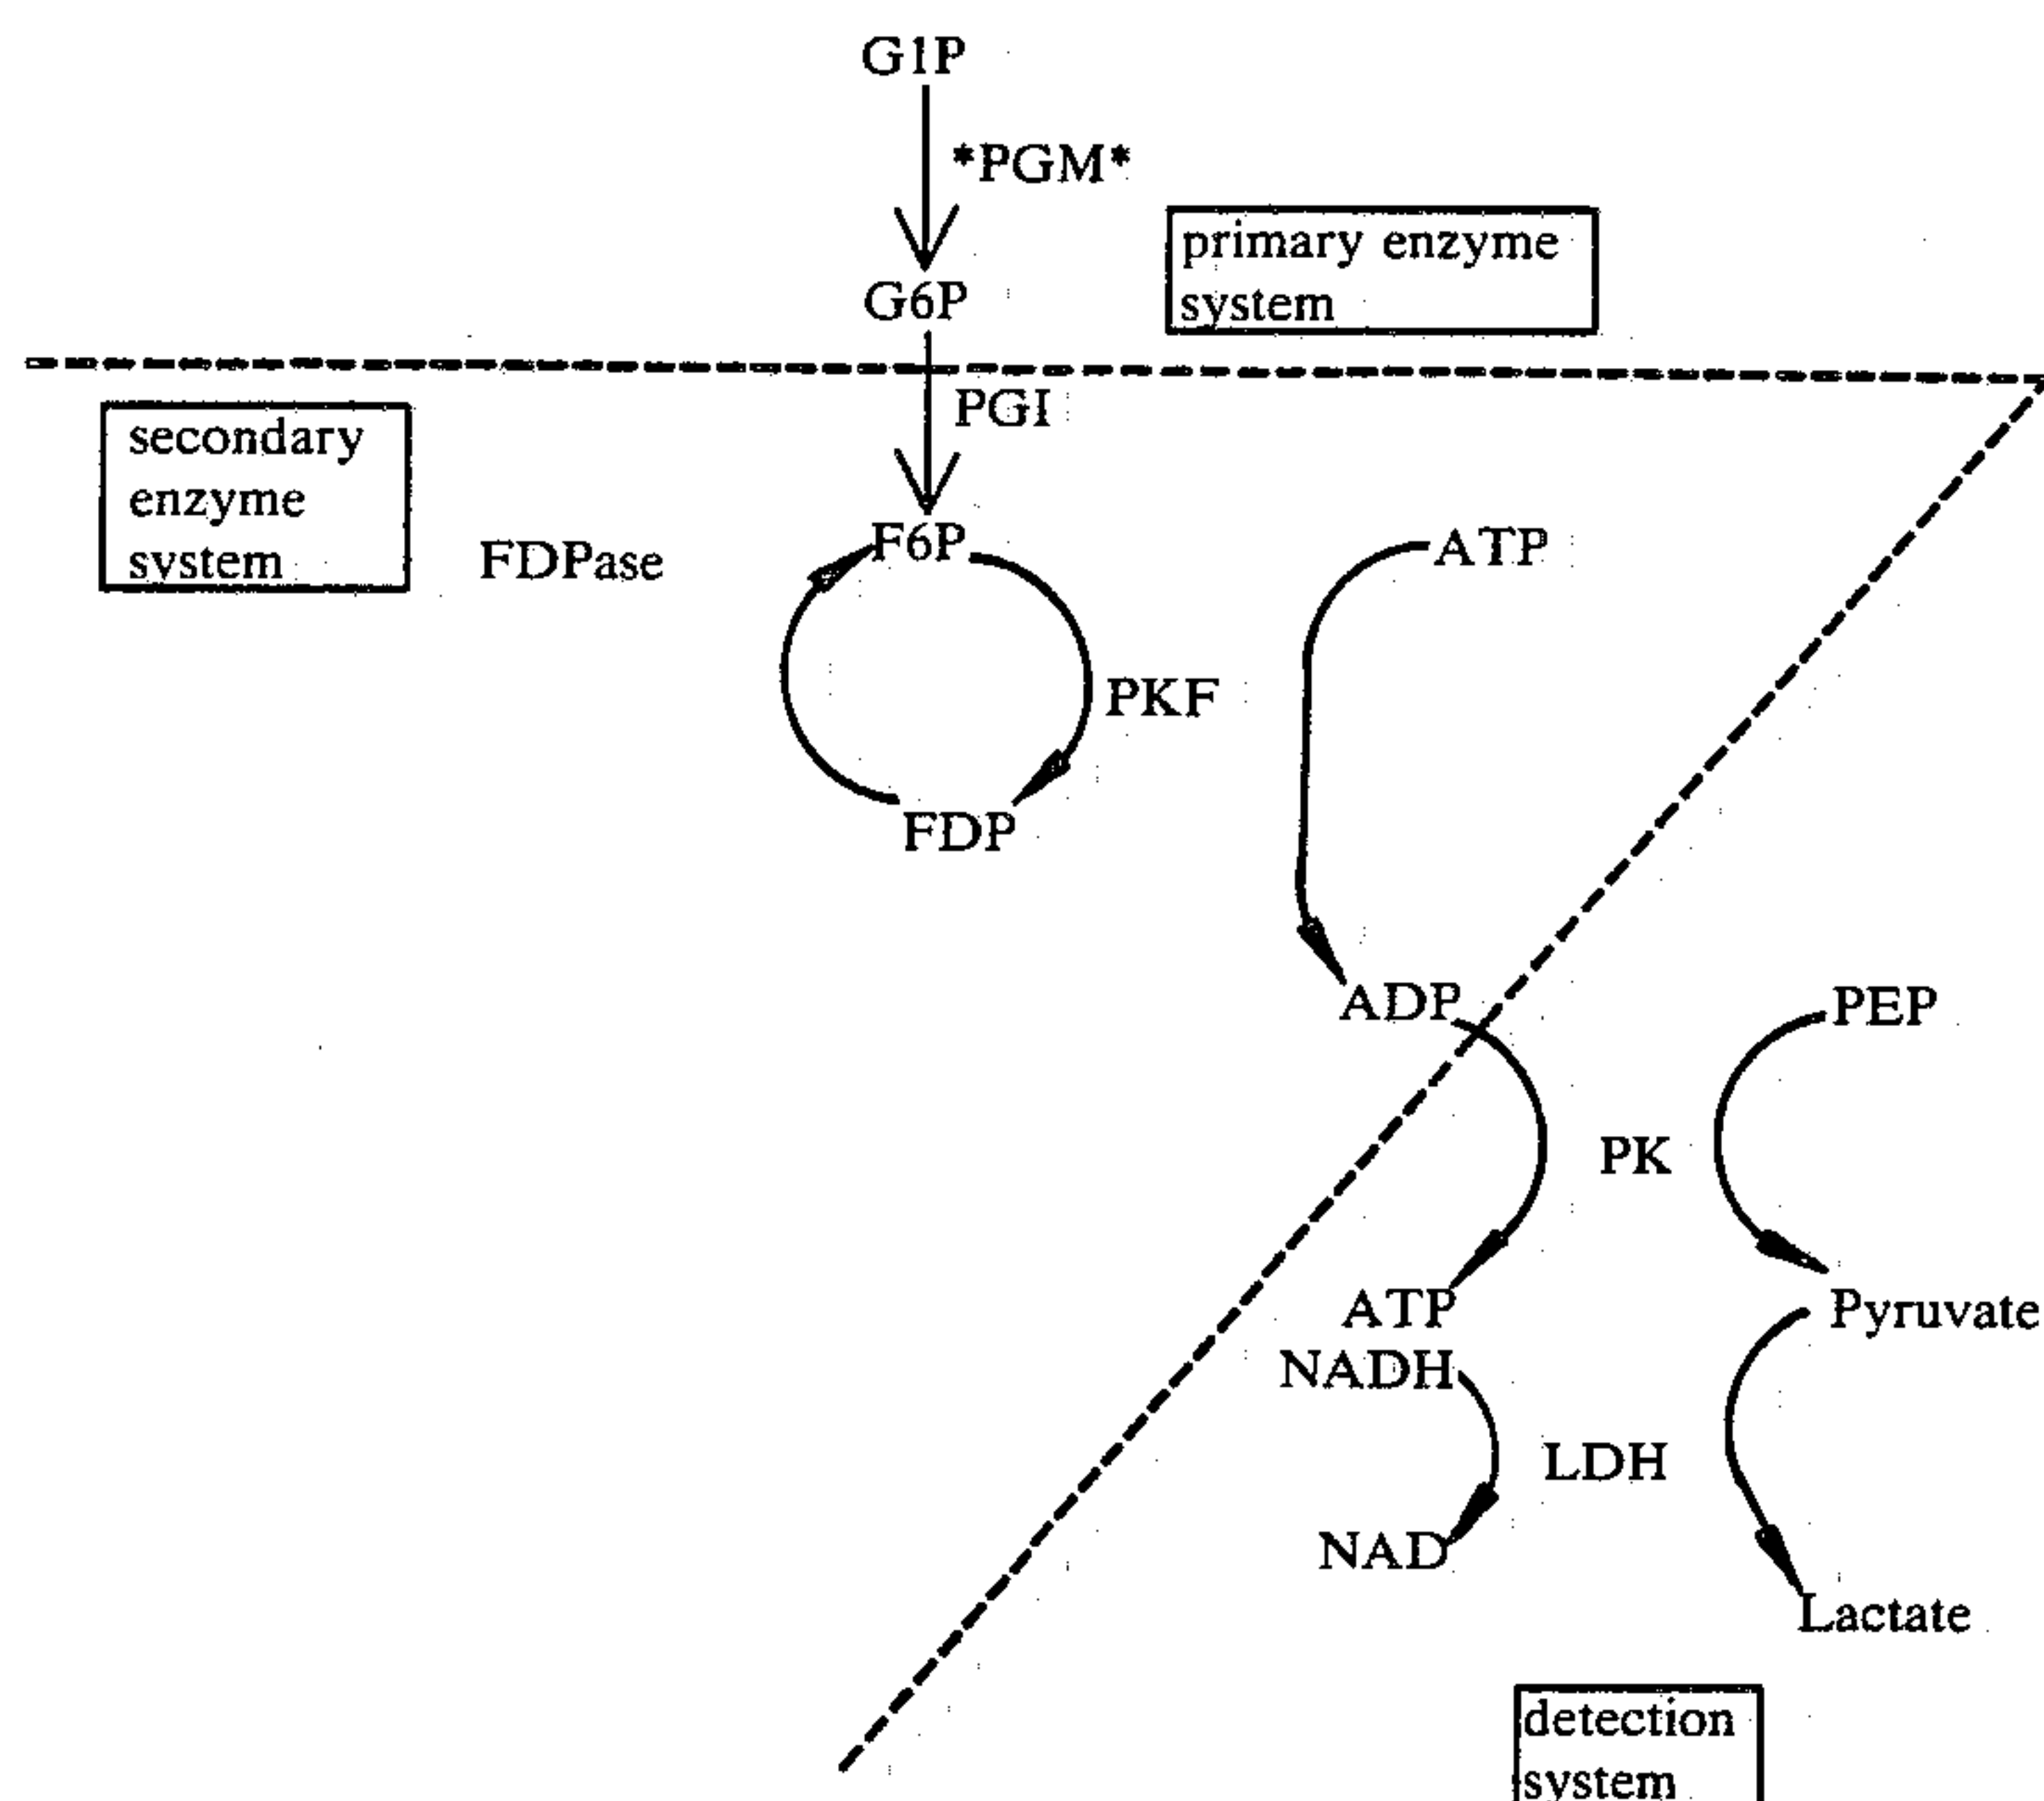 G1P
*PGM*
primary enzyme
system
G6P
PGI
secondary
enzyme
system
FDPase
F6P
ATP
PKF
FDP
ADP
PEP
PK
ATP
Pyruvate
NADH
LDH
NAD
Lactate
detection
system